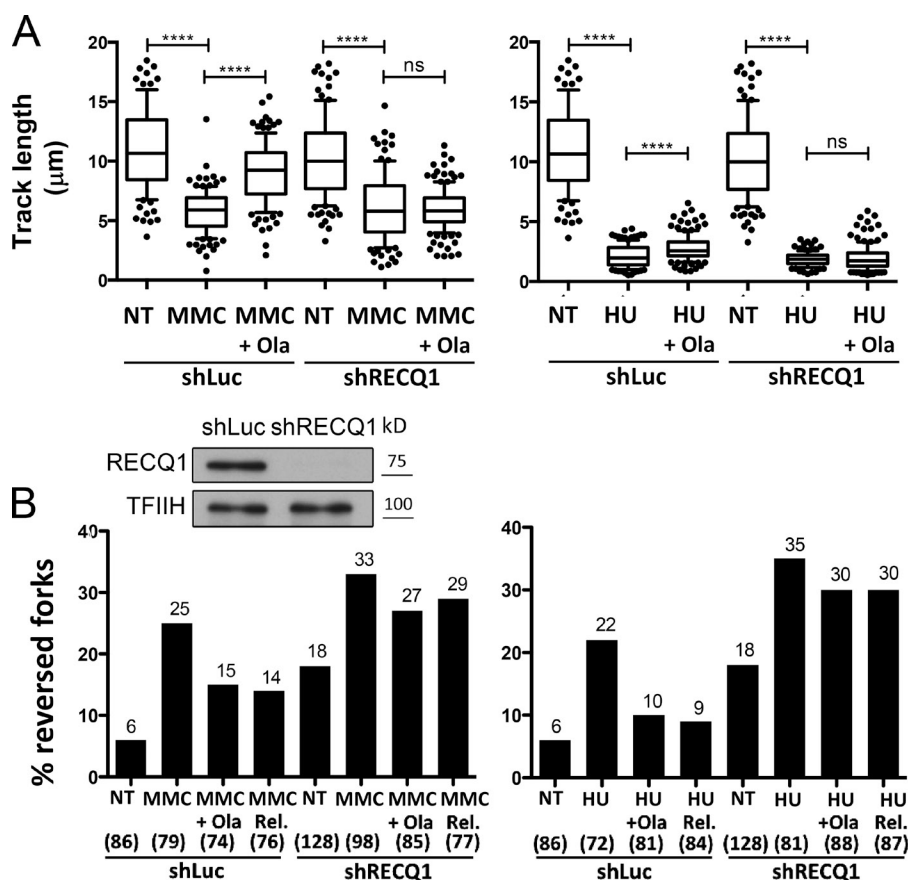 A
Track length
(μm)
20
15
10
5
0
****
****
****
ns
NT MMC MMC + Ola NT MMC MMC + Ola
shLuc shRECQ1
20
15
10
5
0
****
****
****
ns
NT HU HU + Ola NT HU HU + Ola
shLuc shRECQ1
shLuc shRECQ1 kD
RECQ1 75
TFIIH 100
B
% reversed forks
40
30
20
10
0
6 25 15 14 18 33 27 29
NT MMC MMC + Ola MMC Rel. NT MMC MMC + Ola MMC Rel.
(86) (79) (74) (76) (128) (98) (85) (77)
shLuc shRECQ1
40
30
20
10
0
6 22 10 9 18 35 30 30
NT HU HU +Ola HU Rel. NT HU HU +Ola HU Rel.
(86) (72) (81) (84) (128) (81) (88) (87)
shLuc shRECQ1